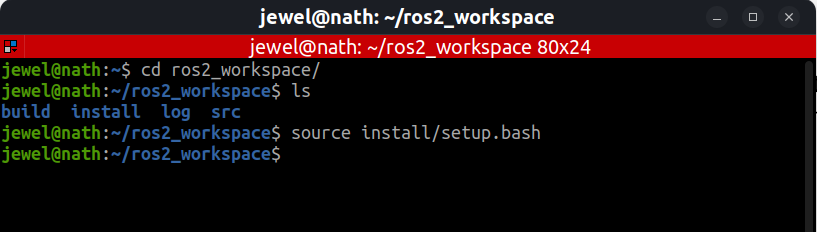 jewel@nath: ~/ros2_workspace
jewel@nath: ~/ros2_workspace 80x24
jewel@nath:~$ cd ros2_workspace/
jewel@nath:~/ros2_workspace$ ls
build  install  log  src
jewel@nath:~/ros2_workspace$ source install/setup.bash
jewel@nath:~/ros2_workspace$